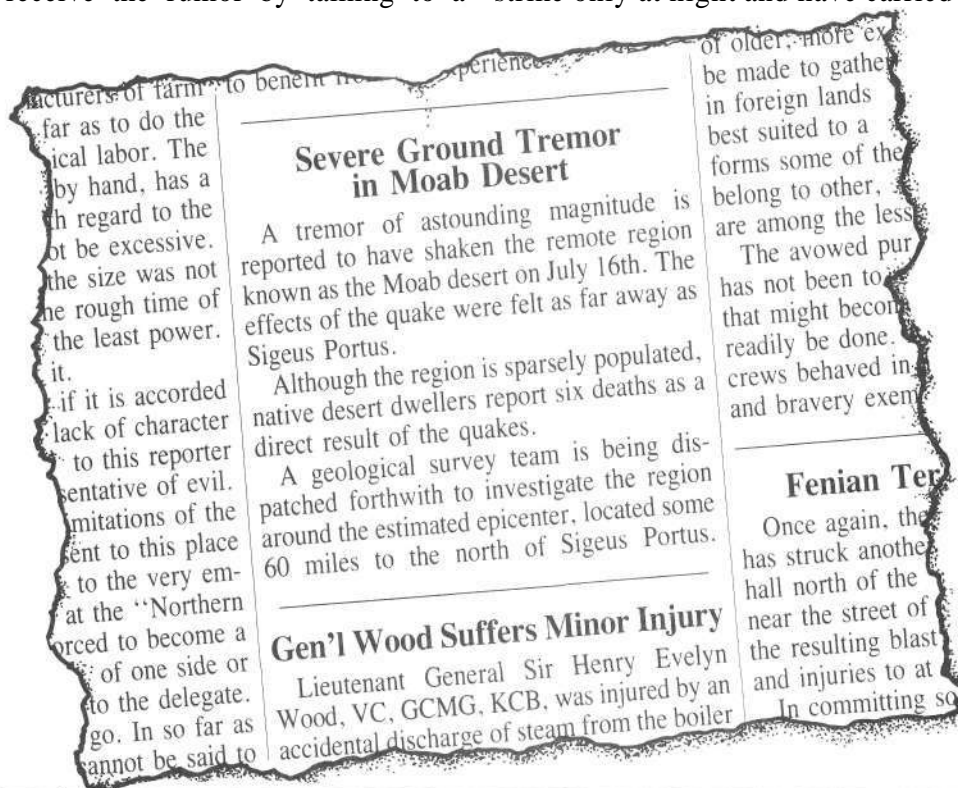 receive the rumor by talking to a strike only at night and have carried
far as to do the
ical labor. The
by hand, has a
h regard to the
ot be excessive.
the size was not
he rough time of
the least power.
it.
if it is accorded
lack of character
to this reporter
sentative of evil.
mitations of the
ent to this place
to the very em-
at the “Northern
orced to become a
of one side or
to the delegate.
go. In so far as
annot be said to
to benefit
Severe Ground Tremor
in Moab Desert
A tremor of astounding magnitude is
reported to have shaken the remote region
known as the Moab desert on July 16th. The
effects of the quake were felt as far away as
Sigeus Portus.
Although the region is sparsely populated,
native desert dwellers report six deaths as a
direct result of the quakes.
A geological survey team is being dis-
patched forthwith to investigate the region
around the estimated epicenter, located some
60 miles to the north of Sigeus Portus.
Gen'l Wood Suffers Minor Injury
Lieutenant General Sir Henry Evelyn
Wood, VC, GCMG, KCB, was injured by an
accidental discharge of steam from the boiler
of older, more ex
be made to gathe
in foreign lands
best suited to a
forms some of the
belong to other,
are among the less
The avowed pur
has not been to
that might becom
readily be done.
crews behaved in
and bravery exem
Fenian Ter
Once again, the
has struck anothe
hall north of the
near the street of
the resulting blast
and injuries to at
In committing so